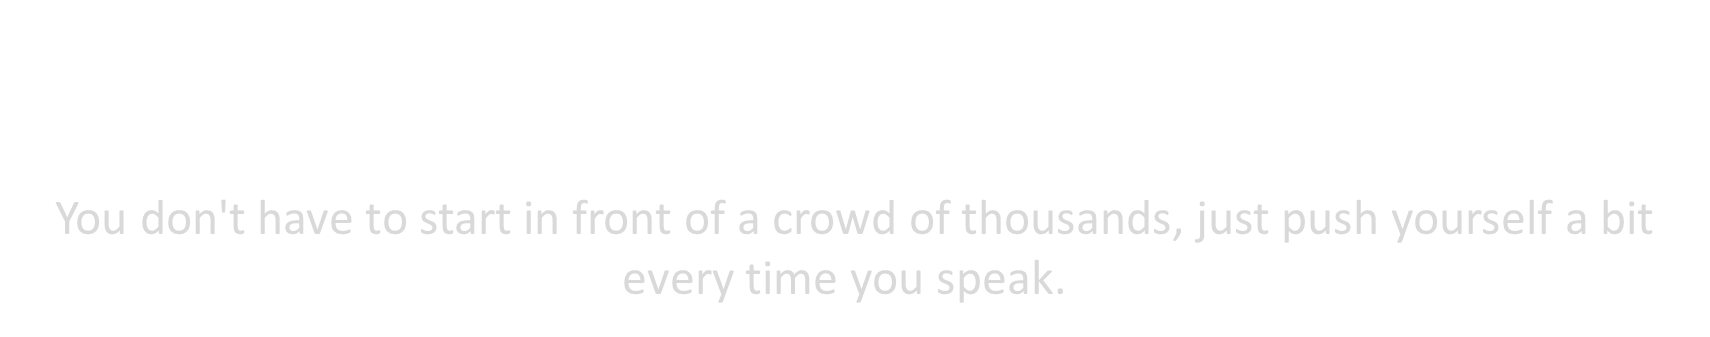 You don't have to start in front of a crowd of thousands, just push yourself a bit
every time you speak.